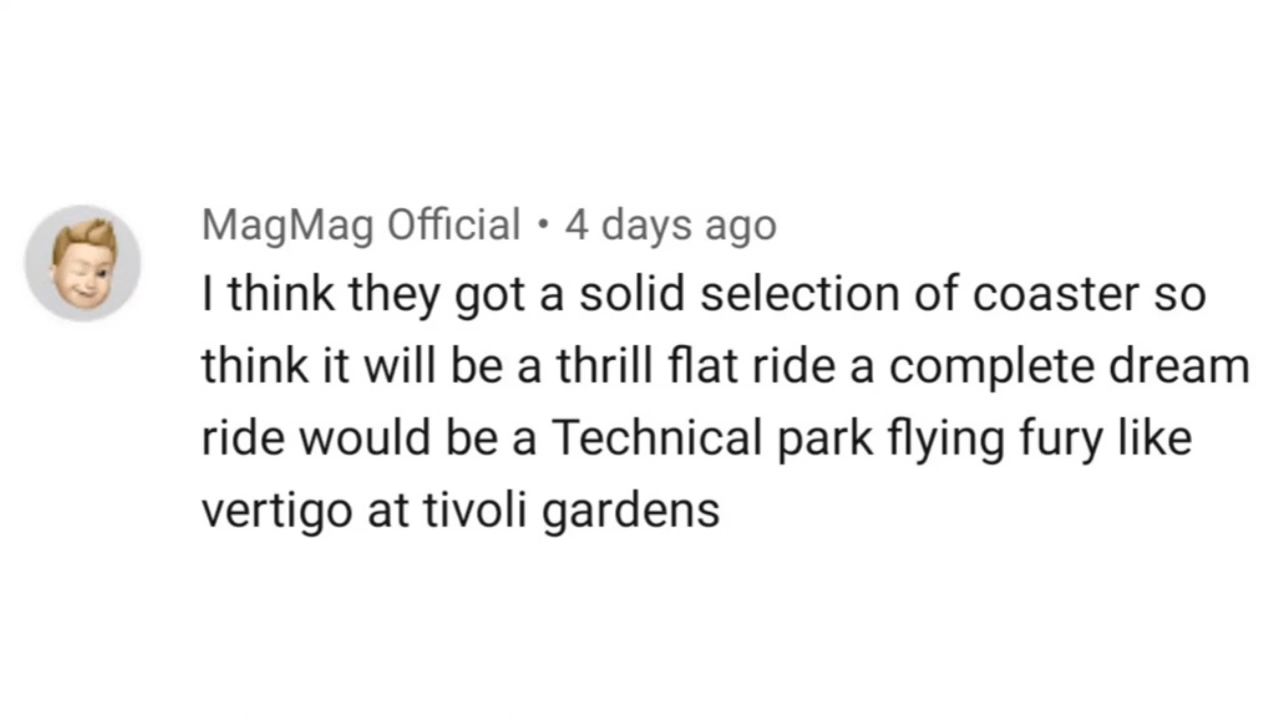 MagMag Official • 4 days ago
I think they got a solid selection of coaster so
think it will be a thrill flat ride a complete dream
ride would be a Technical park flying fury like
vertigo at tivoli gardens